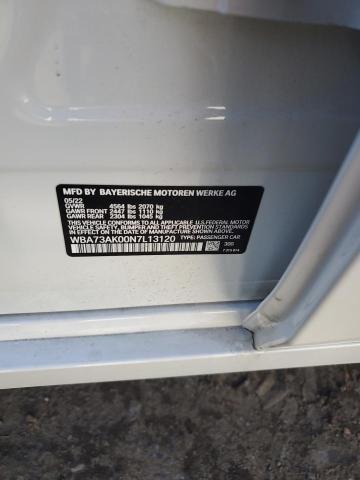 MFD BY BAYERISCHE MOTOREN WERKE AG
05/22
GVWR 4564 lbs 2070 kg
GAWR FRONT 2447 lbs 1110 kg
GAWR REAR 2304 lbs 1045 kg
THIS VEHICLE CONFORMS TO ALL APPLICABLE U.S. FEDERAL MOTOR
VEHICLE SAFETY, BUMPER, AND THEFT PREVENTION
STANDARDS IN EFFECT ON THE DATE OF MANUFACTURE
SHOWN ABOVE.
WBA73AK00N7L13120 TYPE: PASSENGER CAR
300